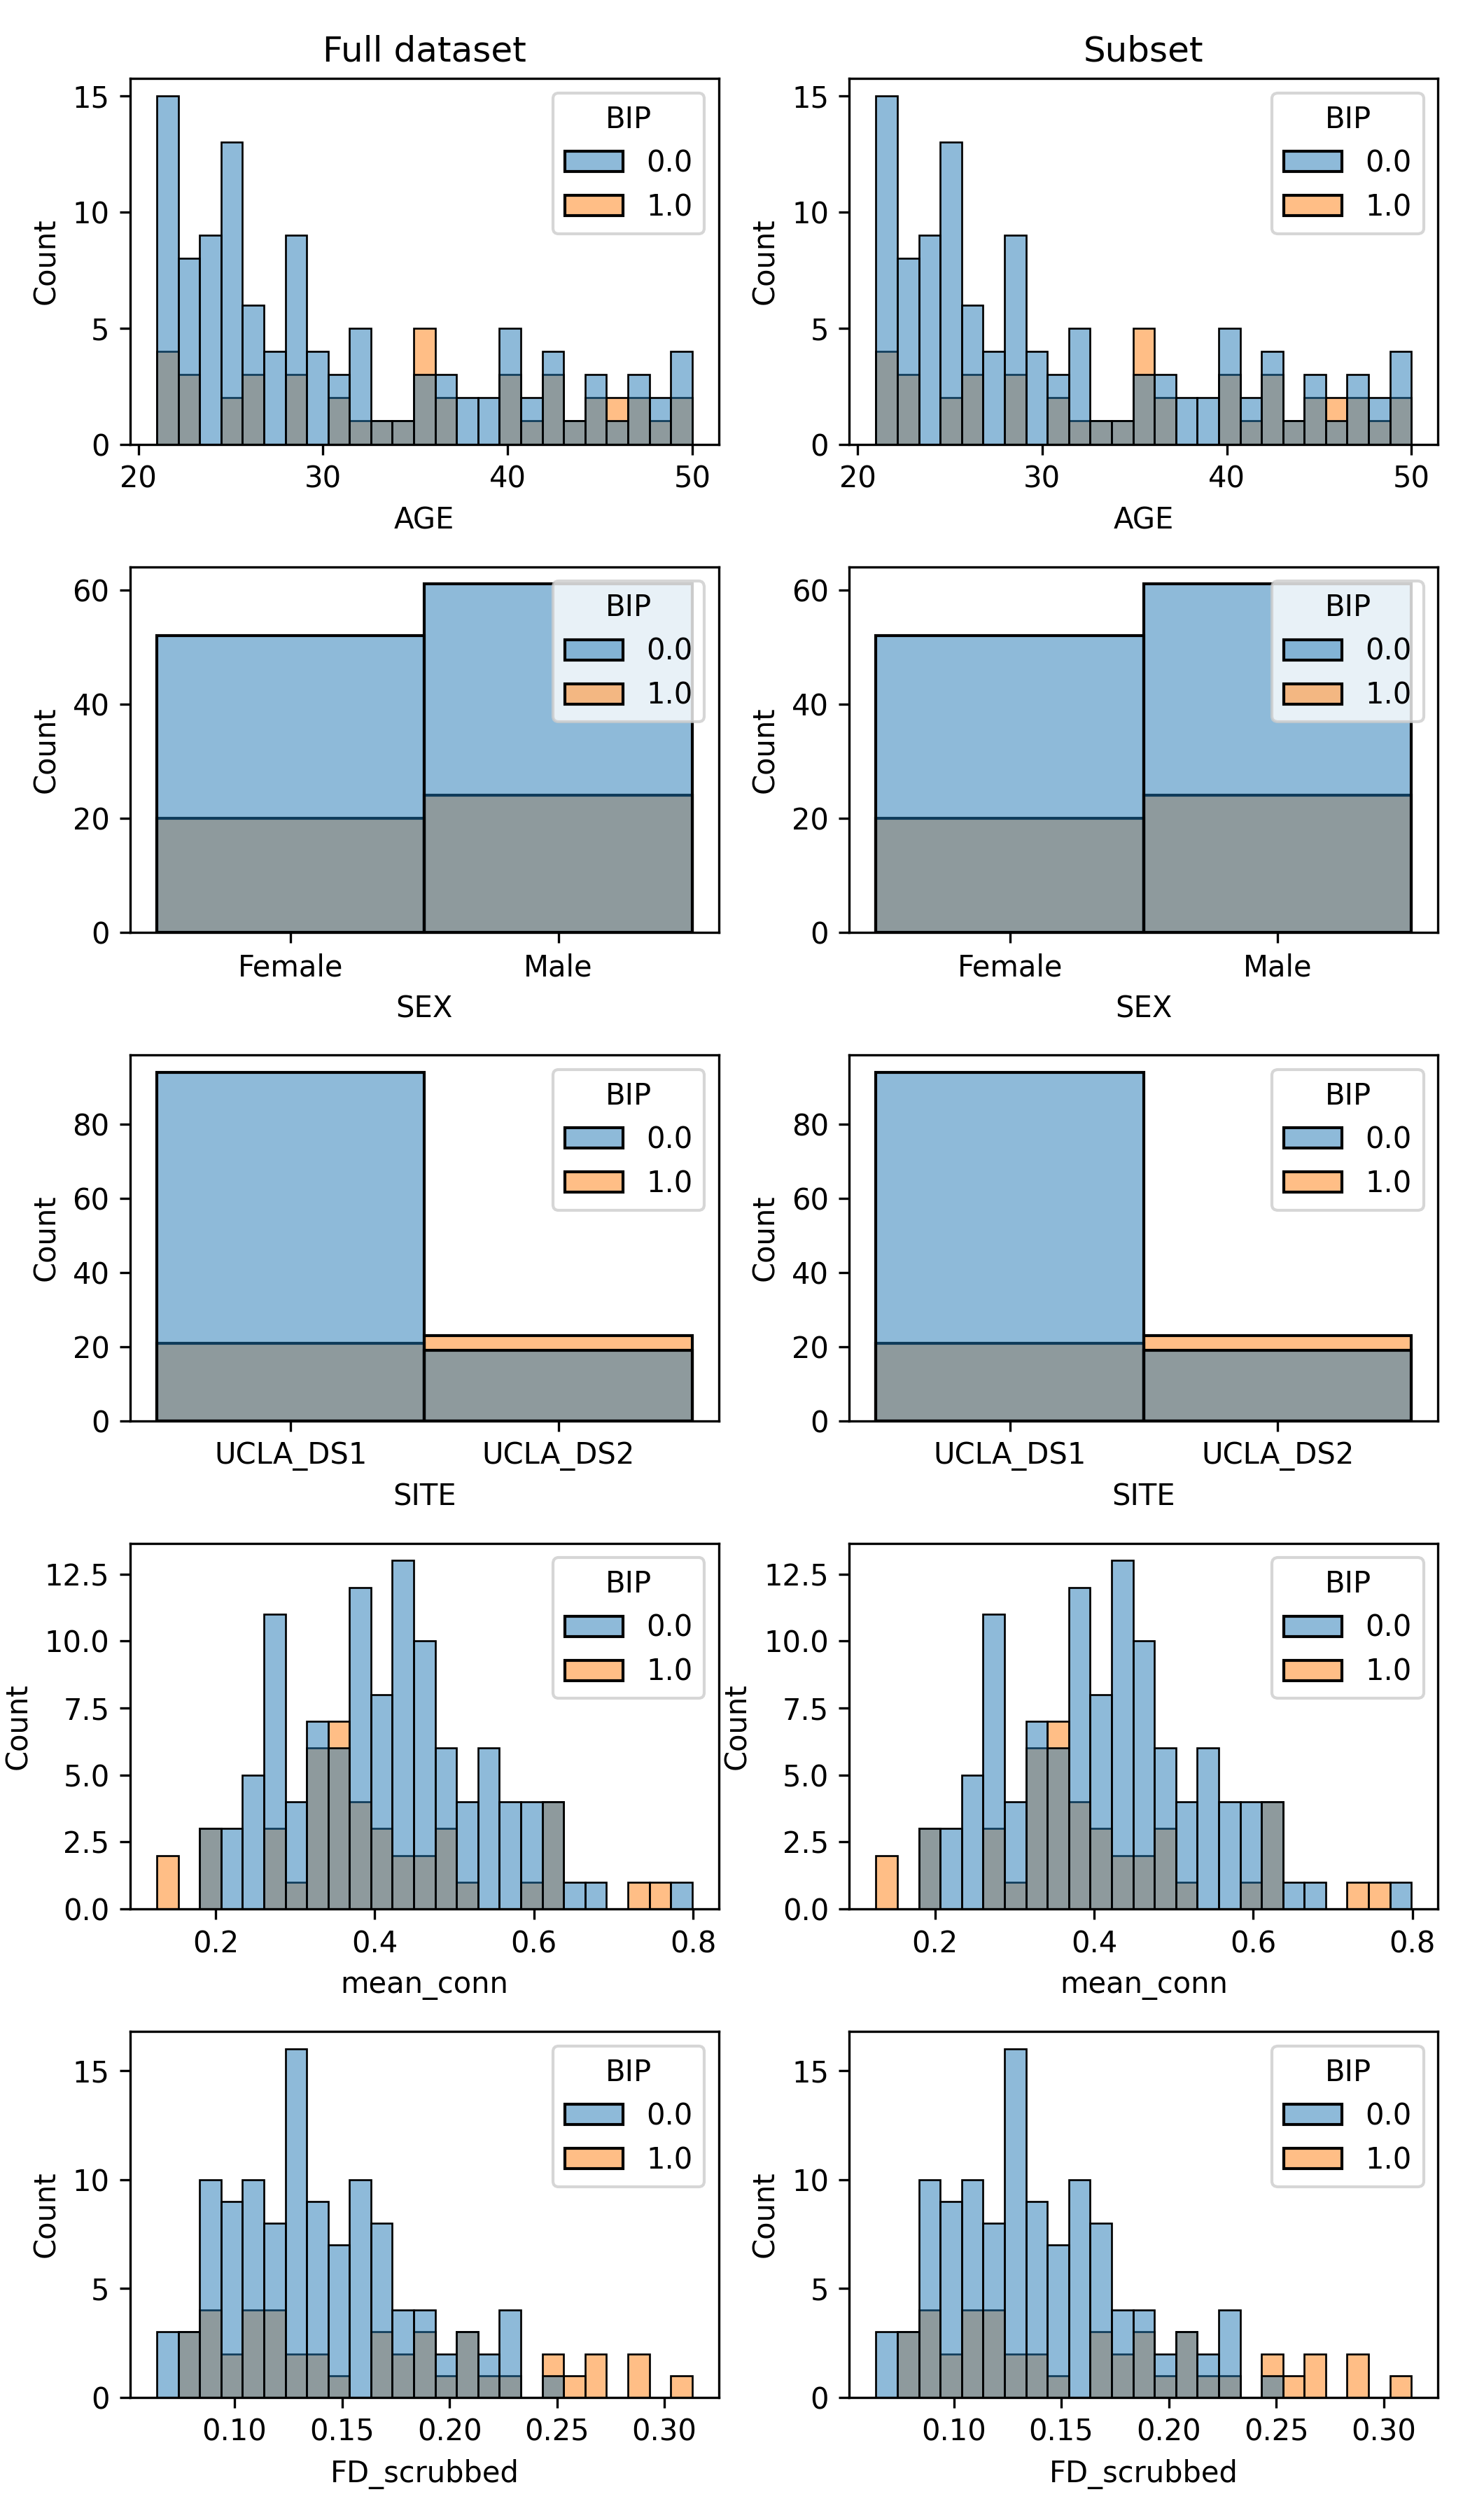 Full dataset Subset
15 BIP 15 BIP
0.0 0.0
10 1.0 10 1.0
Count Count
5 5
0 0
20 30 40 50 20 30 40 50
AGE AGE
60 BIP 60 BIP
0.0 0.0
40 1.0 40 1.0
Count Count
20 20
0 0
Female Male Female Male
SEX SEX
BIP BIP
80 0.0 80 0.0
60 1.0 60 1.0
Count Count
40 40
20 20
0 0
UCLA_DS1 UCLA_DS2 UCLA_DS1 UCLA_DS2
SITE SITE
12.5 BIP 12.5 BIP
10.0 0.0 10.0 0.0
1.0 1.0
7.5 7.5
Count Count
5.0 5.0
2.5 2.5
0.0 0.0
0.2 0.4 0.6 0.8 0.2 0.4 0.6 0.8
mean_conn mean_conn
15 BIP 15 BIP
0.0 0.0
10 1.0 10 1.0
Count Count
5 5
0 0
0.10 0.15 0.20 0.25 0.30 0.10 0.15 0.20 0.25 0.30
FD_scrubbed FD_scrubbed